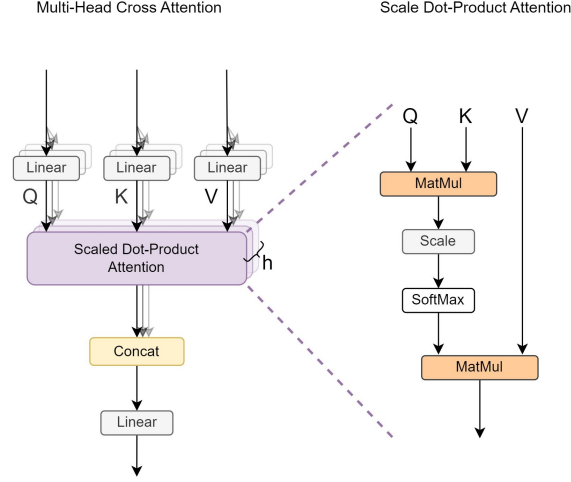 Multi-Head Cross Attention
Scale Dot-Product Attention
Linear
Linear
Linear
Q
K
V
Scaled Dot-Product
Attention
h
Concat
Linear
Q
K
V
MatMul
Scale
SoftMax
MatMul